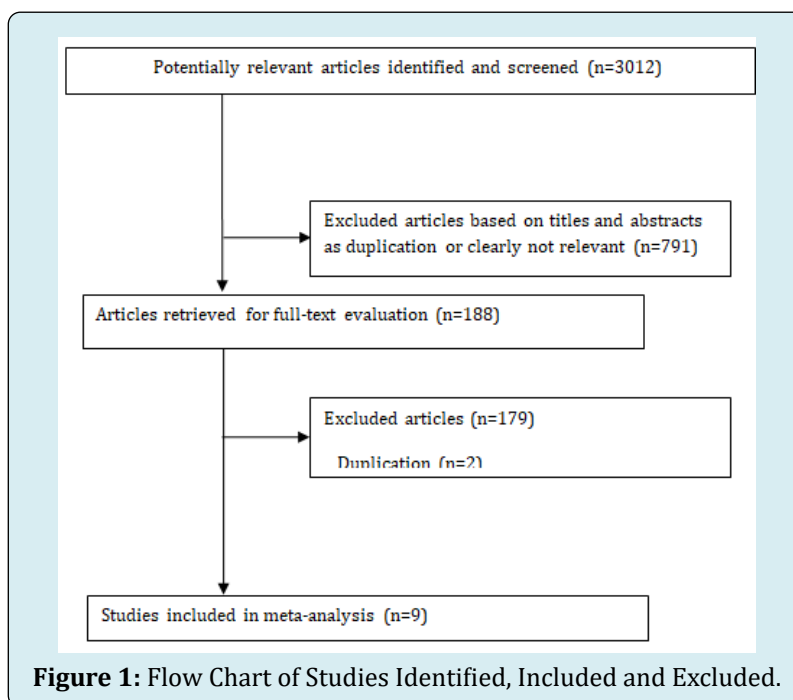 Potentially relevant articles identified and screened (n=3012)
Excluded articles based on titles and abstracts
as duplication or clearly not relevant (n=791)
Articles retrieved for full-text evaluation (n=188)
Excluded articles (n=179)
Duplication (n=2)
Studies included in meta-analysis (n=9)
Figure 1: Flow Chart of Studies Identified, Included and Excluded.